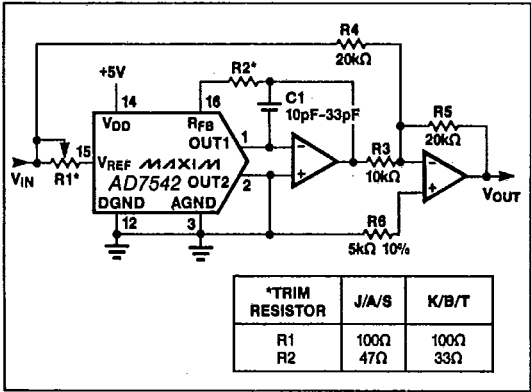 R4
20kΩ
+5V
14
16
R2*
C1
10pF–33pF
VDD
RFB
OUT1
1
R5
20kΩ
15
VREF
MAXIM
AD7542
OUT2
2
R3
10kΩ
VIN
R1*
DGND
AGND
12
3
R6
5kΩ 10%
VOUT
*TRIM RESISTOR J/A/S K/B/T
R1 100Ω 100Ω
R2 47Ω 33Ω